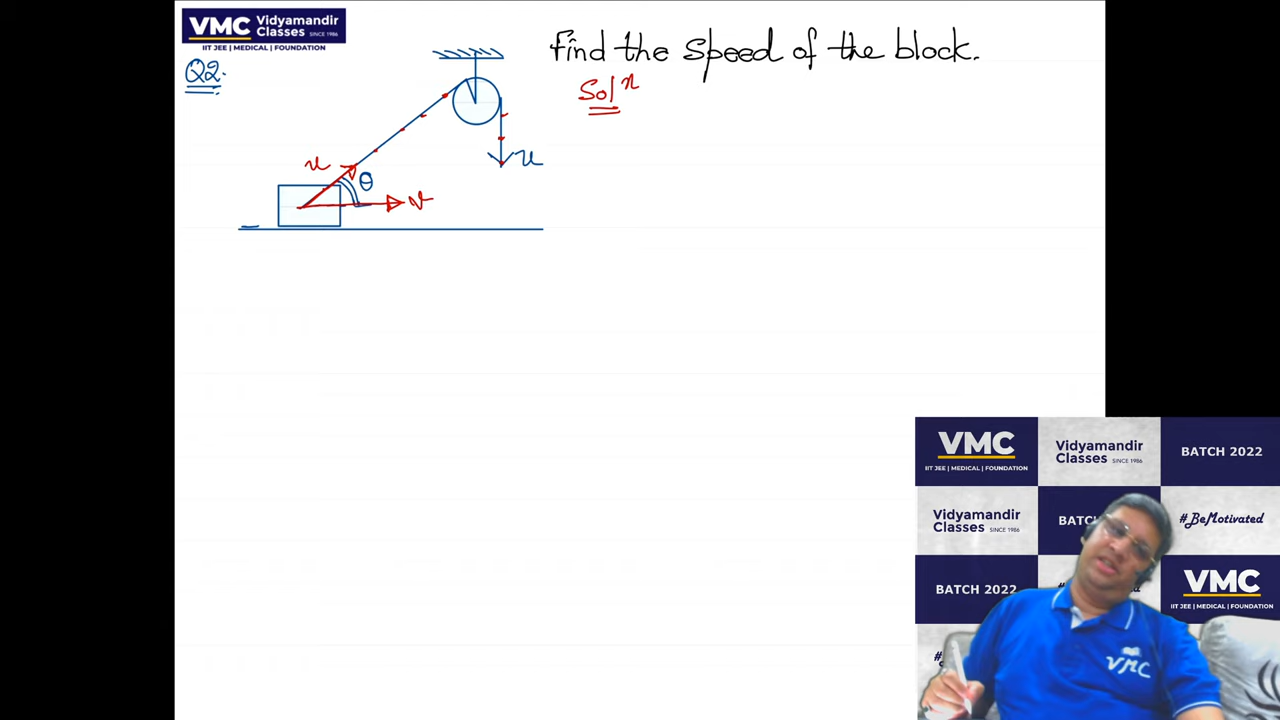 VMC Vidyamandir Classes SINCE 1986
IIT JEE | MEDICAL | FOUNDATION
Q2.
Find the speed of the block.
Solⁿ
u
θ
v
u
VMC
IIT JEE | MEDICAL | FOUNDATION
Vidyamandir
Classes SINCE 1986
BATCH 2022
Vidyamandir
Classes SINCE 1986
BATC
#BeMotivated
BATCH 2022
VMC
IIT JEE | MEDICAL | FOUNDATION
VMC